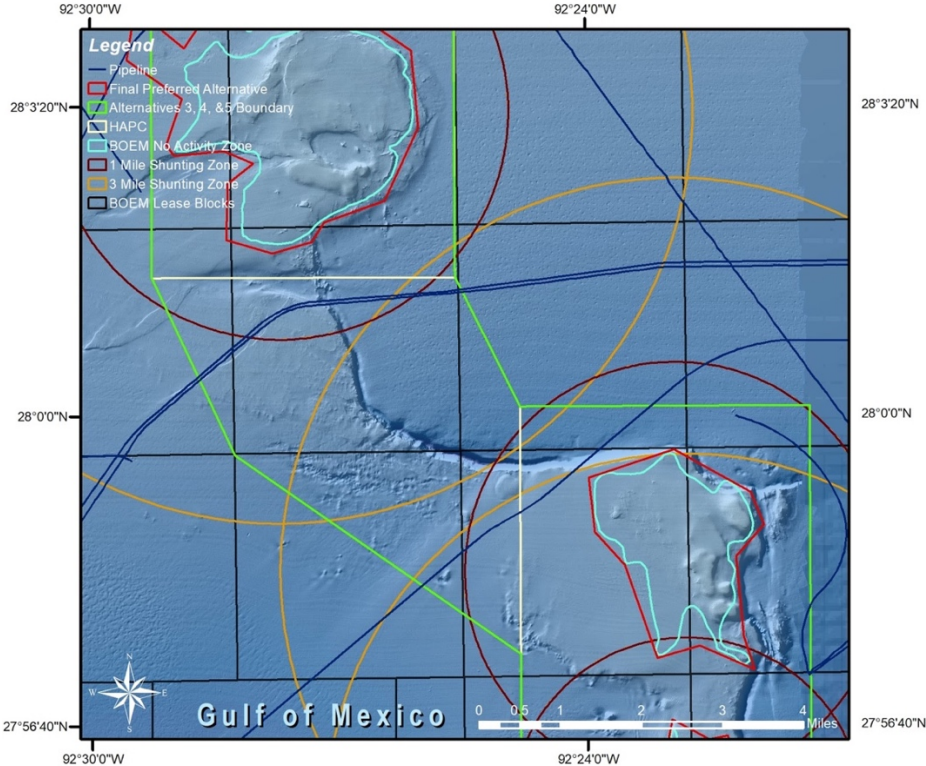 92°30'0"W
92°24'0"W
Legend
Pipeline
Final Preferred Alternative
Alternatives 3, 4, &5 Boundary
HAPC
BOEM No Activity Zone
1 Mile Shunting Zone
3 Mile Shunting Zone
BOEM Lease Blocks
28°3'20"N
28°3'20"N
28°0'0"N
28°0'0"N
N
W
E
S
Gulf of Mexico
0
0.5
1
2
3
4
Miles
27°56'40"N
27°56'40"N
92°30'0"W
92°24'0"W